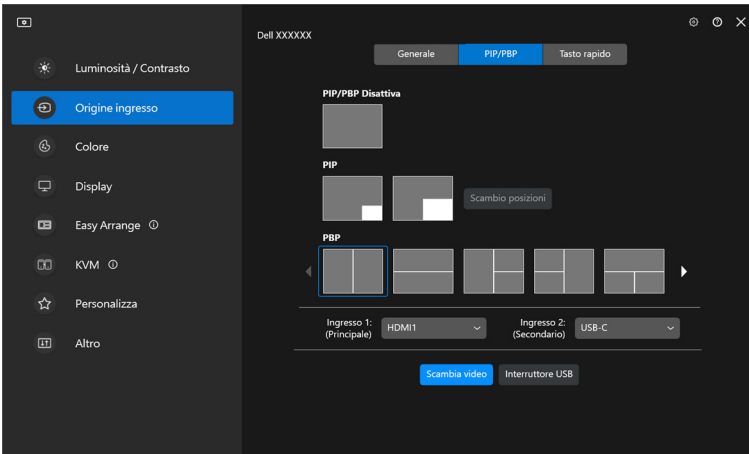 Dell XXXXXX
Generale
PIP/PBP
Tasto rapido
Luminosità / Contrasto
Origine ingresso
Colore
Display
Easy Arrange
KVM
Personalizza
Altro
PIP/PBP Disattiva
PIP
Scambio posizioni
PBP
Ingresso 1:
(Principale)
HDMI1
Ingresso 2:
(Secondario)
USB-C
Scambia video
Interruttore USB